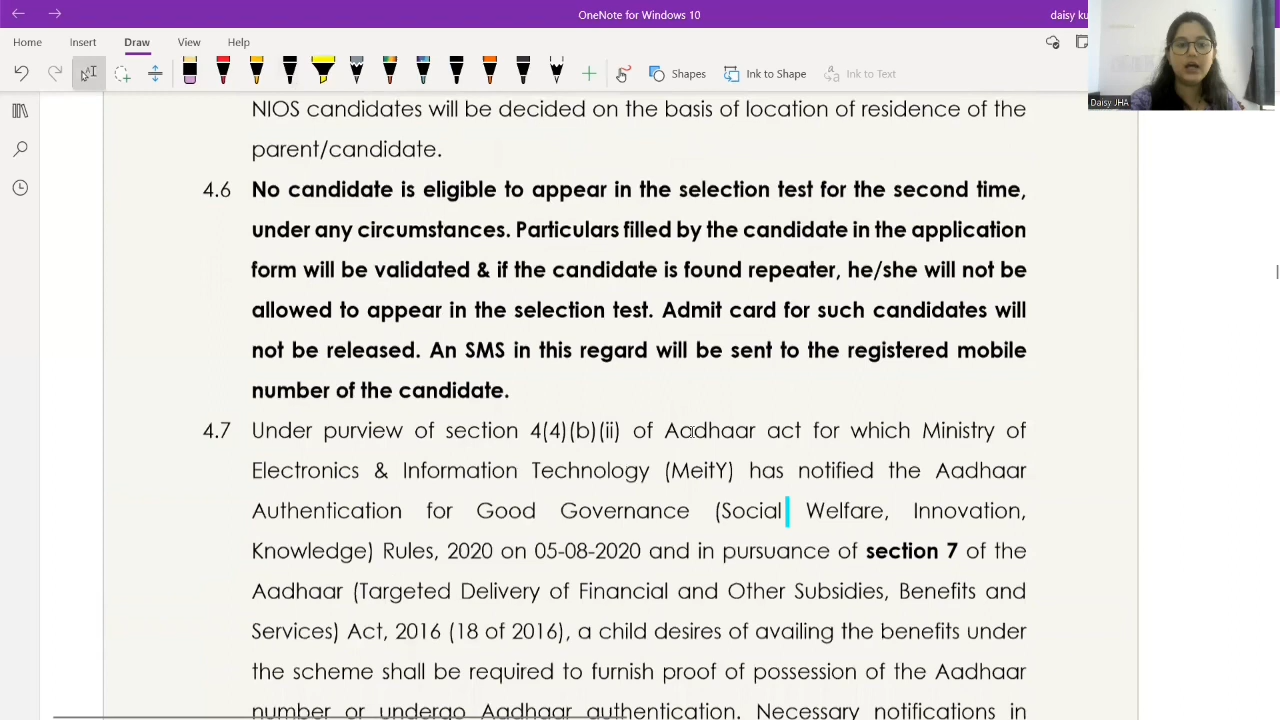 OneNote for Windows 10
daisy ku
Home Insert Draw View Help
Shapes Ink to Shape Ink to Text
Daisy JHA
NIOS candidates will be decided on the basis of location of residence of the
parent/candidate.
4.6 No candidate is eligible to appear in the selection test for the second time,
under any circumstances. Particulars filled by the candidate in the application
form will be validated & if the candidate is found repeater, he/she will not be
allowed to appear in the selection test. Admit card for such candidates will
not be released. An SMS in this regard will be sent to the registered mobile
number of the candidate.
4.7 Under purview of section 4(4)(b)(ii) of Aadhaar act for which Ministry of
Electronics & Information Technology (MeitY) has notified the Aadhaar
Authentication for Good Governance (Social Welfare, Innovation,
Knowledge) Rules, 2020 on 05-08-2020 and in pursuance of section 7 of the
Aadhaar (Targeted Delivery of Financial and Other Subsidies, Benefits and
Services) Act, 2016 (18 of 2016), a child desires of availing the benefits under
the scheme shall be required to furnish proof of possession of the Aadhaar
number or undergo Aadhaar authentication. Necessary notifications in